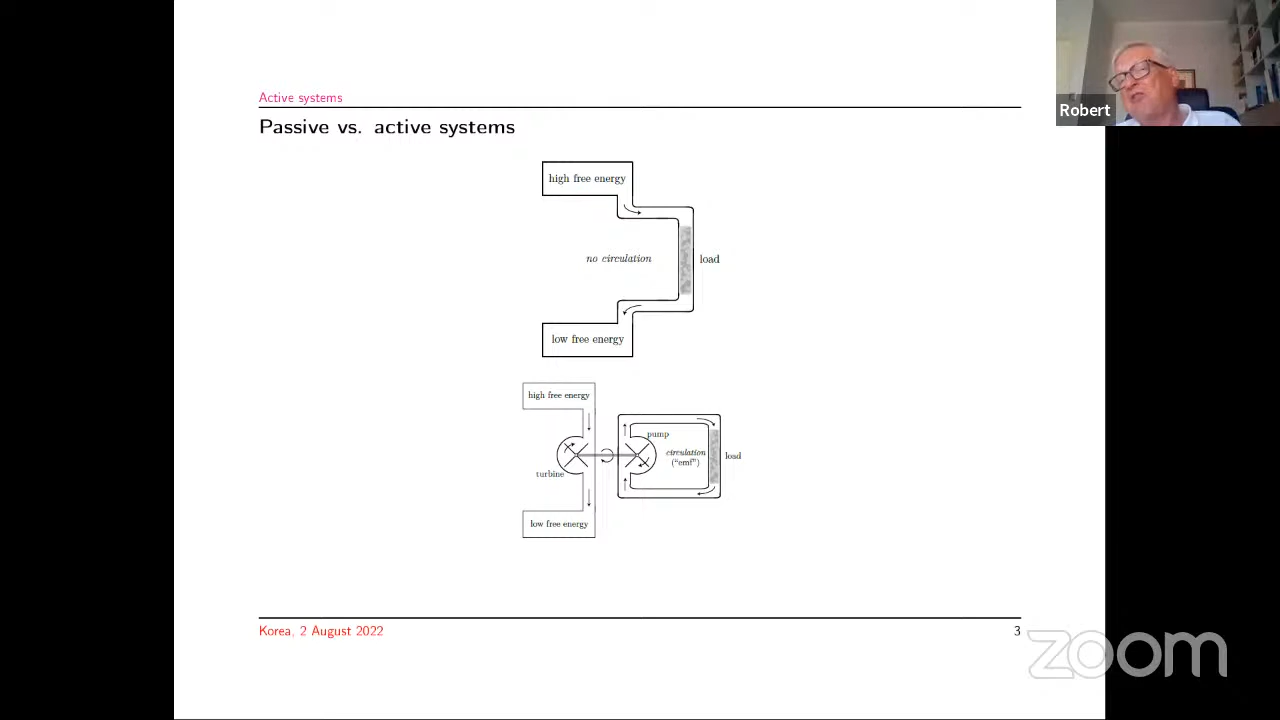 Robert
Active systems
Passive vs. active systems
high free energy
no circulation
load
low free energy
high free energy
pump
circulation
("emf")
load
turbine
low free energy
Korea, 2 August 2022
3
zoom